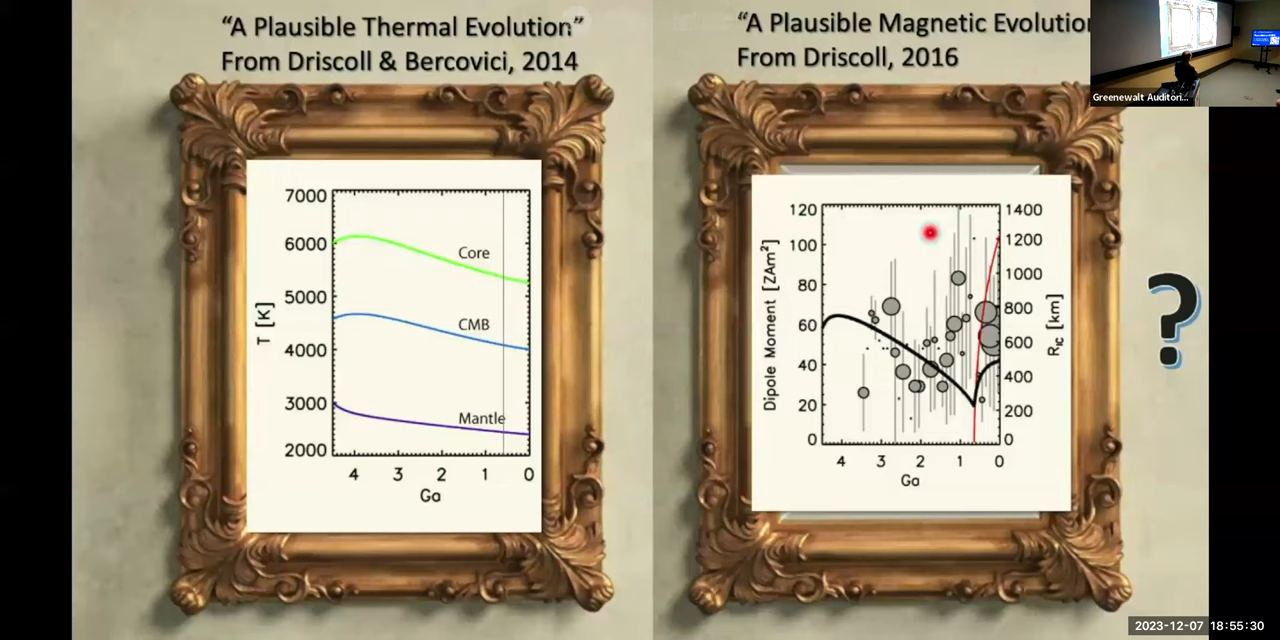 “A Plausible Thermal Evolution”
From Driscoll & Bercovici, 2014
7000
6000
5000
4000
3000
2000
T [K]
Core
CMB
Mantle
4 3 2 1 0
Ga
“A Plausible Magnetic Evolution
From Driscoll, 2016
120
100
80
60
40
20
0
Dipole Moment [ZAm²]
1400
1200
1000
800
600
400
200
0
R_IC [km]
4 3 2 1 0
Ga
?
Greenewalt Auditori...
2023-12-07 18:55:30